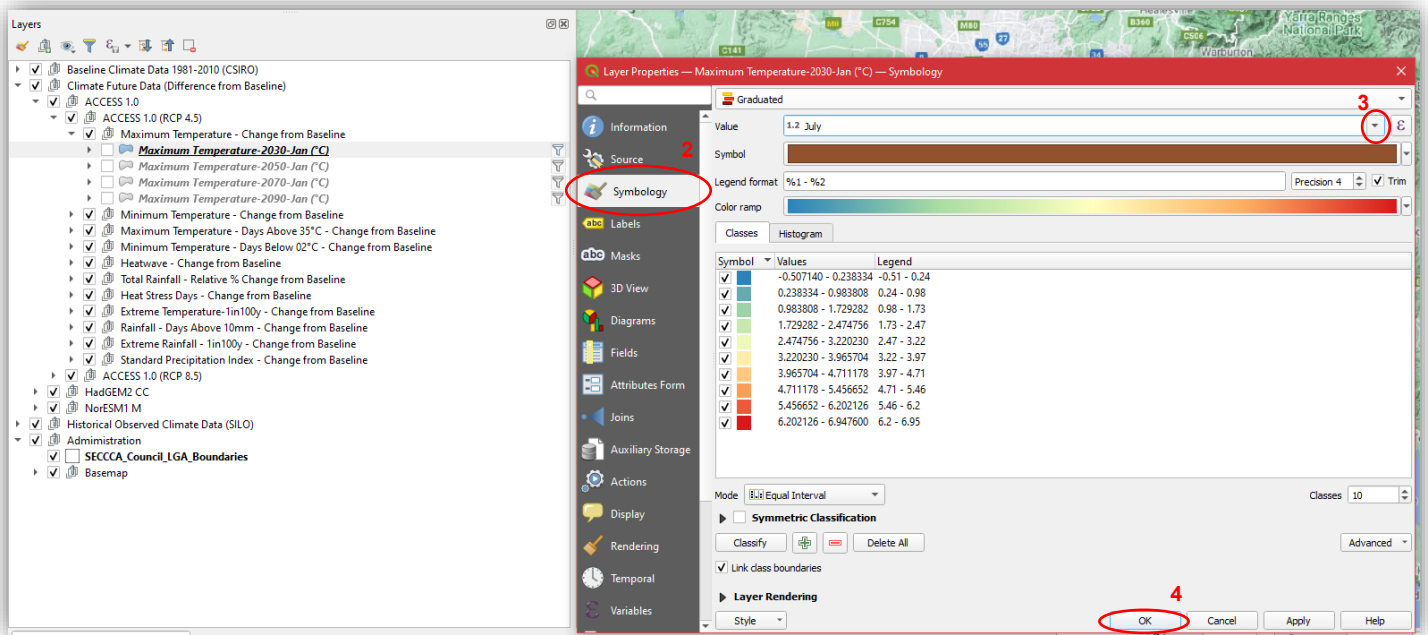 Layers
Baseline Climate Data 1981-2010 (CSIRO)
Climate Future Data (Difference from Baseline)
ACCESS 1.0
ACCESS 1.0 (RCP 4.5)
Maximum Temperature - Change from Baseline
Maximum Temperature-2030-Jan (°C)
Maximum Temperature-2050-Jan (°C)
Maximum Temperature-2070-Jan (°C)
Maximum Temperature-2090-Jan (°C)
Minimum Temperature - Change from Baseline
Maximum Temperature - Days Above 35°C - Change from Baseline
Minimum Temperature - Days Below 02°C - Change from Baseline
Heatwave - Change from Baseline
Total Rainfall - Relative % Change from Baseline
Heat Stress Days - Change from Baseline
Extreme Temperature-1in100y - Change from Baseline
Rainfall - Days Above 10mm - Change from Baseline
Extreme Rainfall - 1in100y - Change from Baseline
Standard Precipitation Index - Change from Baseline
ACCESS 1.0 (RCP 8.5)
HadGEM2 CC
NorESM1 M
Historical Observed Climate Data (SILO)
Admimistration
SECCCA_Council_LGA_Boundaries
Basemap
M80 C754 M80 Healesville B360 Yarra Ranges
National Park
C141 55 27 34 C506 Warburton
Layer Properties — Maximum Temperature-2030-Jan (°C) — Symbology
Information
Source
2
Symbology
abc Labels
abc Masks
3D View
Diagrams
Fields
Attributes Form
Joins
Auxiliary Storage
Actions
Display
Rendering
Temporal
Variables
Graduated
3
Value 1.2 July ε
Symbol
Legend format %1 - %2 Precision 4 Trim
Color ramp
Classes Histogram
Symbol Values Legend
-0.507140 - 0.238334 -0.51 - 0.24
0.238334 - 0.983808 0.24 - 0.98
0.983808 - 1.729282 0.98 - 1.73
1.729282 - 2.474756 1.73 - 2.47
2.474756 - 3.220230 2.47 - 3.22
3.220230 - 3.965704 3.22 - 3.97
3.965704 - 4.711178 3.97 - 4.71
4.711178 - 5.456652 4.71 - 5.46
5.456652 - 6.202126 5.46 - 6.2
6.202126 - 6.947600 6.2 - 6.95
Mode Equal Interval Classes 10
Symmetric Classification
Classify Delete All Advanced
Link class boundaries
Layer Rendering
4
Style OK Cancel Apply Help